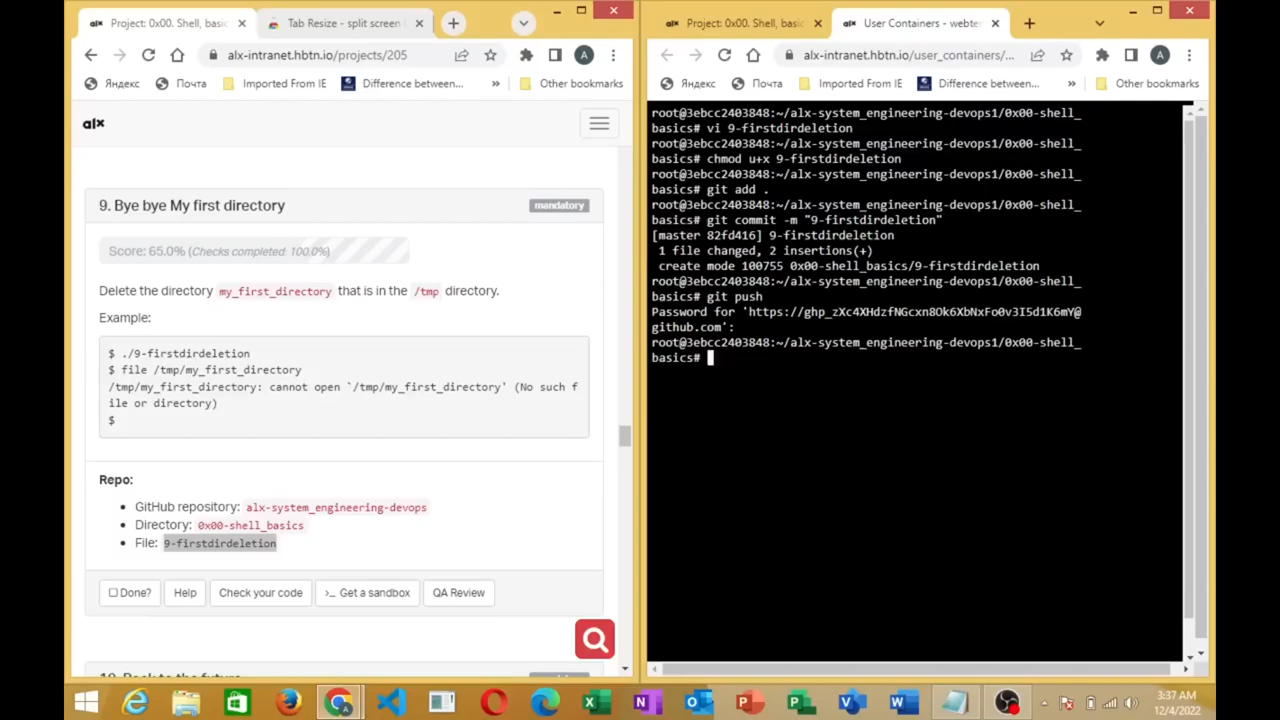 Project: 0x00. Shell, basic
Tab Resize - split screen
alx-intranet.hbtn.io/projects/205
Яндекс
Почта
Imported From IE
Difference between...
»
Other bookmarks
alx
9. Bye bye My first directory
mandatory
Score: 65.0% (Checks completed: 100.0%)
Delete the directory my_first_directory that is in the /tmp directory.
Example:
$ ./9-firstdirdeletion
$ file /tmp/my_first_directory
/tmp/my_first_directory: cannot open `/tmp/my_first_directory' (No such f
ile or directory)
$
Repo:
GitHub repository: alx-system_engineering-devops
Directory: 0x00-shell_basics
File: 9-firstdirdeletion
Done?
Help
Check your code
>_ Get a sandbox
QA Review
Project: 0x00. Shell, basic
User Containers - webter
alx-intranet.hbtn.io/user_containers/...
Яндекс
Почта
Imported From IE
Difference between...
»
Other bookmarks
root@3ebcc2403848:~/alx-system_engineering-devops1/0x00-shell_
basics# vi 9-firstdirdeletion
root@3ebcc2403848:~/alx-system_engineering-devops1/0x00-shell_
basics# chmod u+x 9-firstdirdeletion
root@3ebcc2403848:~/alx-system_engineering-devops1/0x00-shell_
basics# git add .
root@3ebcc2403848:~/alx-system_engineering-devops1/0x00-shell_
basics# git commit -m "9-firstdirdeletion"
[master 82fd416] 9-firstdirdeletion
1 file changed, 2 insertions(+)
create mode 100755 0x00-shell_basics/9-firstdirdeletion
root@3ebcc2403848:~/alx-system_engineering-devops1/0x00-shell_
basics# git push
Password for 'https://ghp_zXc4XHdzfNGcxn8Ok6XbNxFo0v3I5d1K6mY@
github.com':
root@3ebcc2403848:~/alx-system_engineering-devops1/0x00-shell_
basics#
3:37 AM
12/4/2022